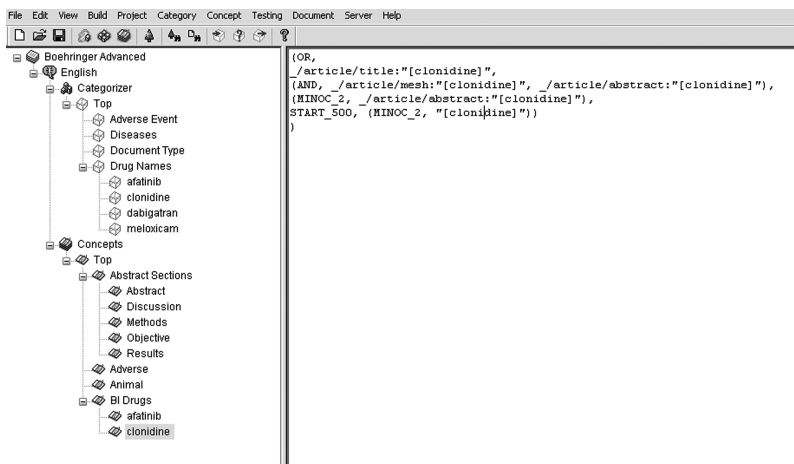 File Edit View Build Project Category Concept Testing Document Server Help
Boehringer Advanced
English
Categorizer
Top
Adverse Event
Diseases
Document Type
Drug Names
afatinib
clonidine
dabigatran
meloxicam
Concepts
Top
Abstract Sections
Abstract
Discussion
Methods
Objective
Results
Adverse
Animal
BI Drugs
afatinib
clonidine
(OR,
_/article/title:"[clonidine]",
(AND, _/article/mesh:"[clonidine]", _/article/abstract:"[clonidine]"),
(MINOC_2, _/article/abstract:"[clonidine]"),
START_500, (MINOC_2, "[clonidine]"))
)